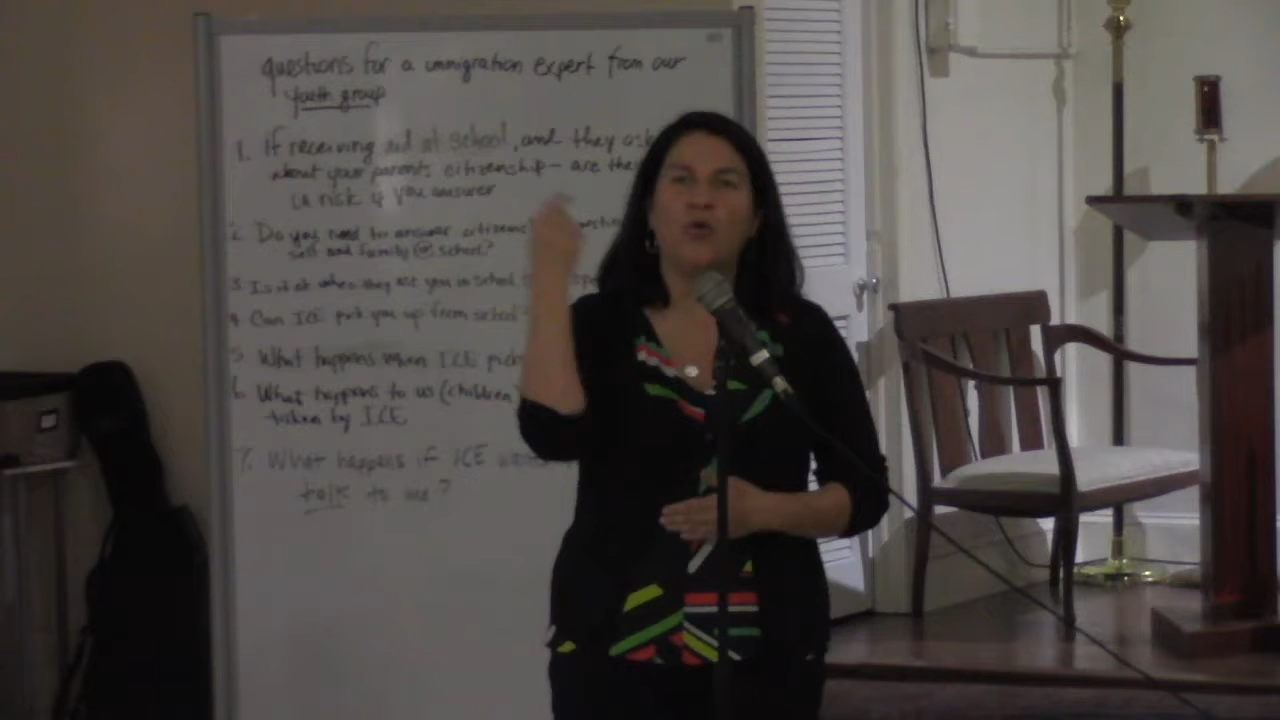 questions for a immigration expert from our
Youth group
1. If receiving aid at school, and they ask
about your parents citizenship - are they
in risk if you answer
2. Do you need to answer
self and family @ school?
3. Is it ok when they ask you in school
4. Can ICE pick you up from school?
5. What happens when ICE pick
6. What happens to us (children
taken by ICE
7. What happens if ICE
talk to me?